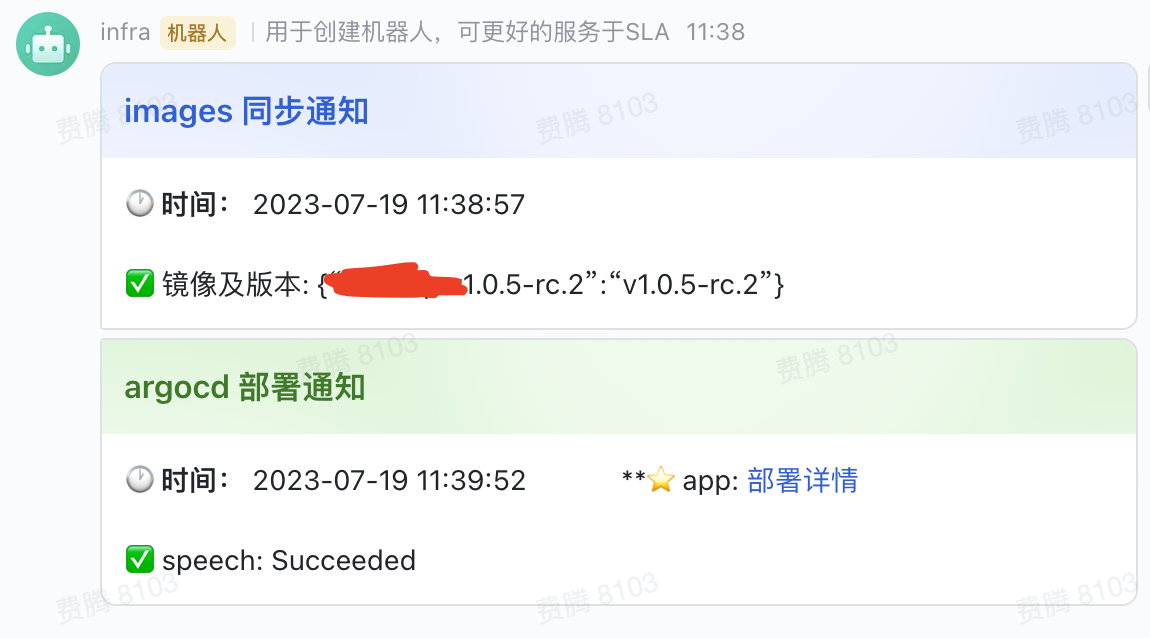 infra 机器人 | 用于创建机器人，可更好的服务于SLA 11:38
images 同步通知
🕐 时间： 2023-07-19 11:38:57
✅ 镜像及版本: {“1.0.5-rc.2”:“v1.0.5-rc.2”}
argocd 部署通知
🕐 时间： 2023-07-19 11:39:52 **⭐ app: 部署详情
✅ speech: Succeeded
费腾 8103
费腾 8103
费腾 8103
费腾 8103
费腾 8103
费腾 8103
费腾 8103
费腾 8103